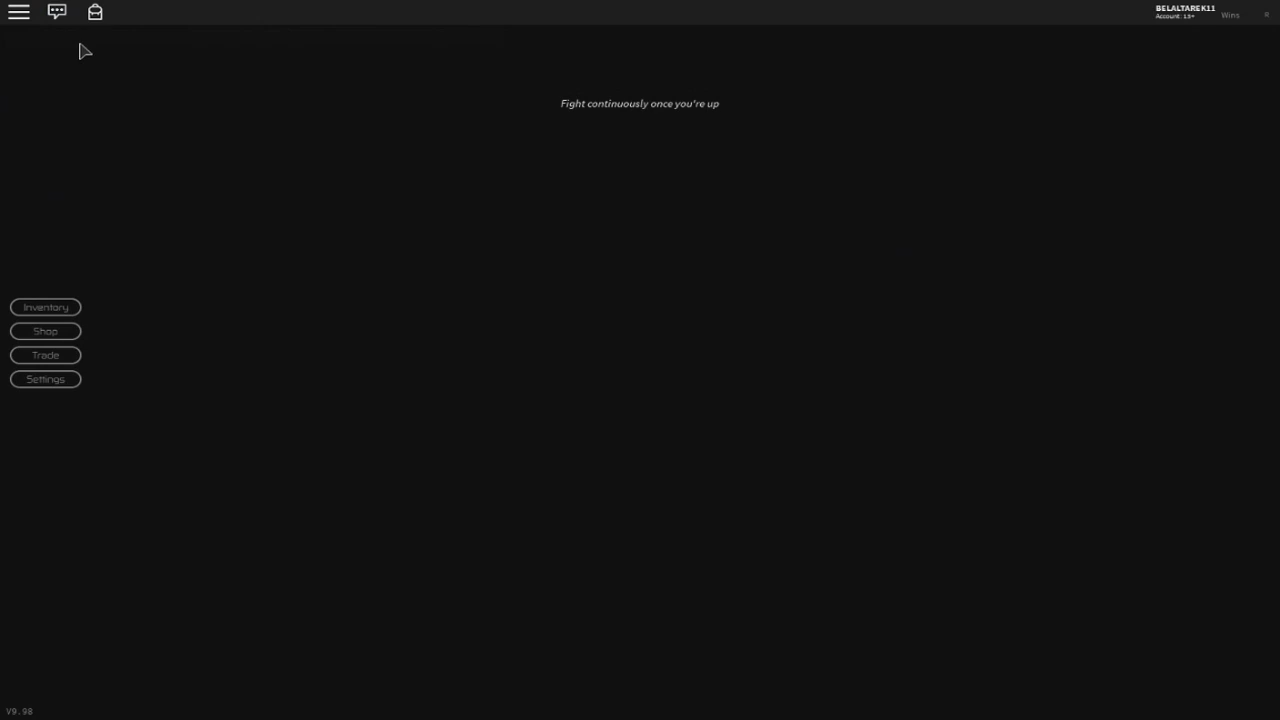 BELALTAREK11
Account: 13+
Wins
R
Fight continuously once you're up
Inventory
Shop
Trade
Settings
V9.98